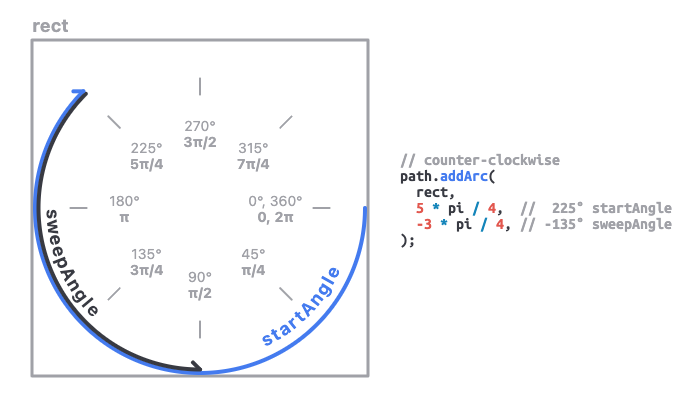 rect
270°
3π/2
225°
5π/4
315°
7π/4
180°
π
0°, 360°
0, 2π
135°
3π/4
45°
π/4
90°
π/2
sweepAngle
startAngle
// counter-clockwise
path.addArc(
rect,
5 * pi / 4,  //  225° startAngle
-3 * pi / 4, // -135° sweepAngle
);